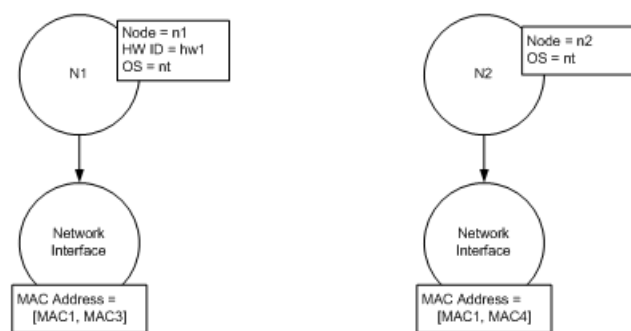 N1
Node = n1
HW ID = hw1
OS = nt
Network
Interface
MAC Address =
[MAC1, MAC3]
N2
Node = n2
OS = nt
Network
Interface
MAC Address =
[MAC1, MAC4]